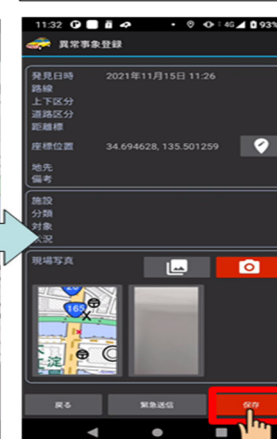 11:32
4G
93%
異常事象登録
発見日時 2021年11月15日 11:26
路線
上下区分
道路区分
距離標
座標位置 34.694628, 135.501259
地先
備考
施設
分類
対象
状況
現場写真
165
淀
戻る 緊急送信 保存